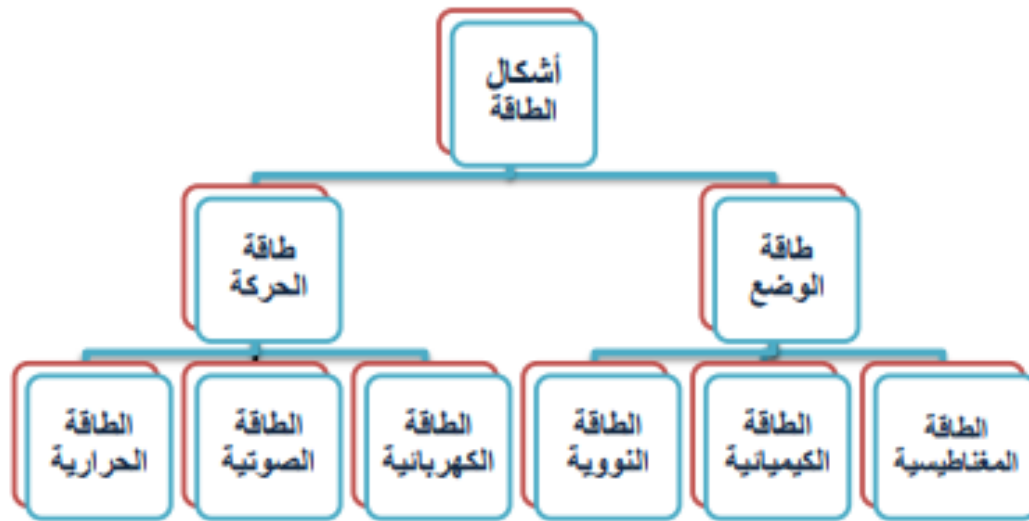 أشكال
الطاقة
طاقة
الوضع
طاقة
الحركة
الطاقة
المغناطيسية
الطاقة
الكيميائية
الطاقة
النووية
الطاقة
الكهربائية
الطاقة
الصوتية
الطاقة
الحرارية